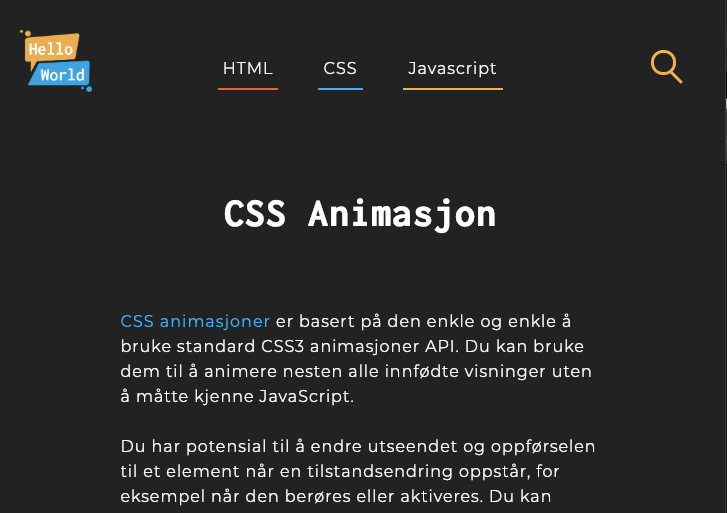 Hello
World
HTML CSS Javascript
CSS Animasjon
CSS animasjoner er basert på den enkle og enkle å
bruke standard CSS3 animasjoner API. Du kan bruke
dem til å animere nesten alle innfødte visninger uten
å måtte kjenne JavaScript.
Du har potensial til å endre utseendet og oppførselen
til et element når en tilstandsendring oppstår, for
eksempel når den berøres eller aktiveres. Du kan